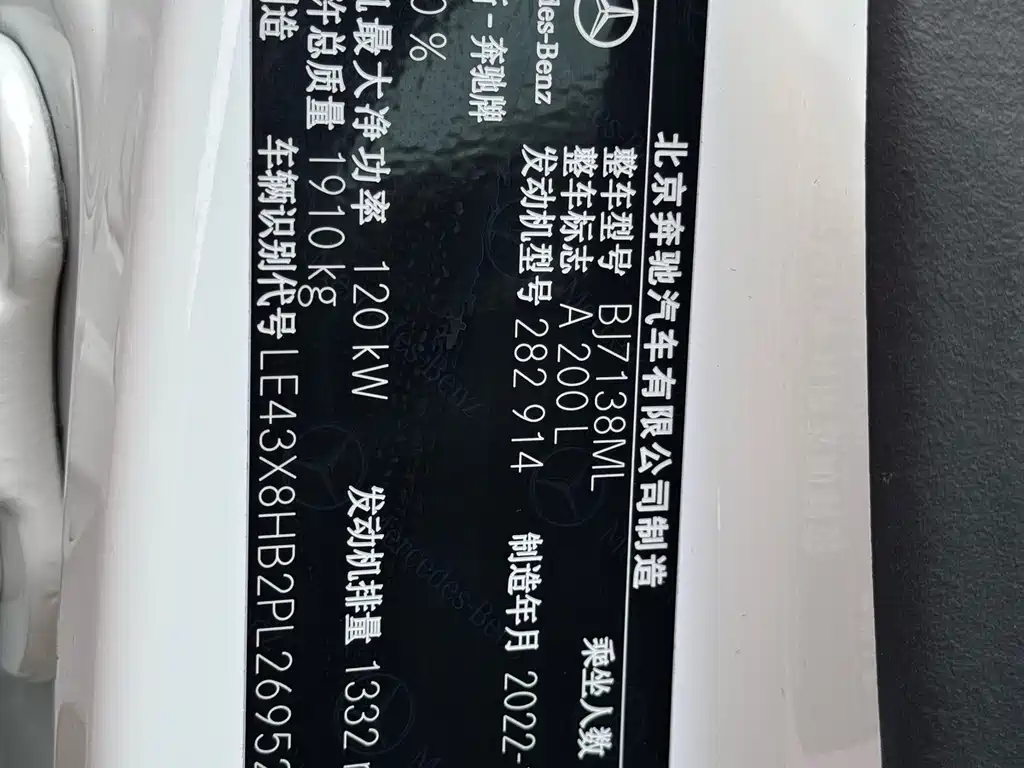 北京奔驰汽车有限公司制造
Mercedes-Benz
整车型号 BJ7138ML 乘坐人数
整车标志 A 200 L
奔驰牌 发动机型号 282 914 制造年月 2022-
0 %
最大净功率 120 kW 发动机排量 1332
许总质量 1910 kg
造 车辆识别代号 LE43X8HB2PL2695